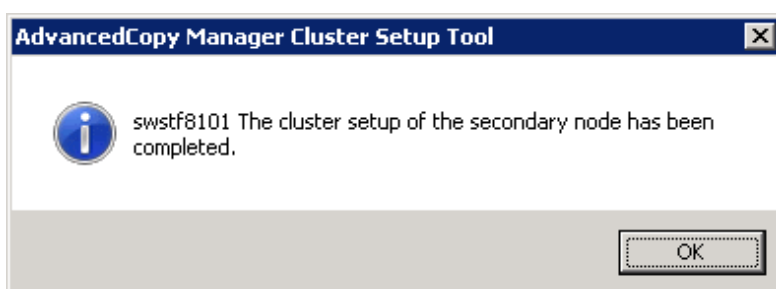 AdvancedCopy Manager Cluster Setup Tool
swstf8101 The cluster setup of the secondary node has been
completed.
OK